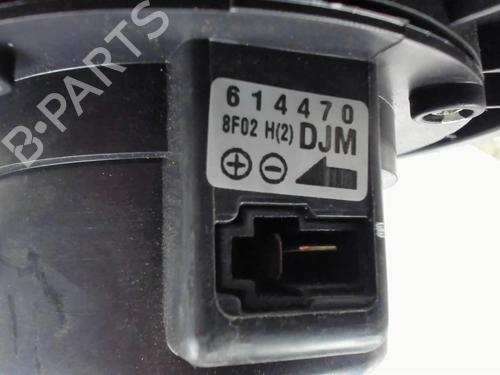 B-PARTS
614470
8F02 H(2) DJM
+ -